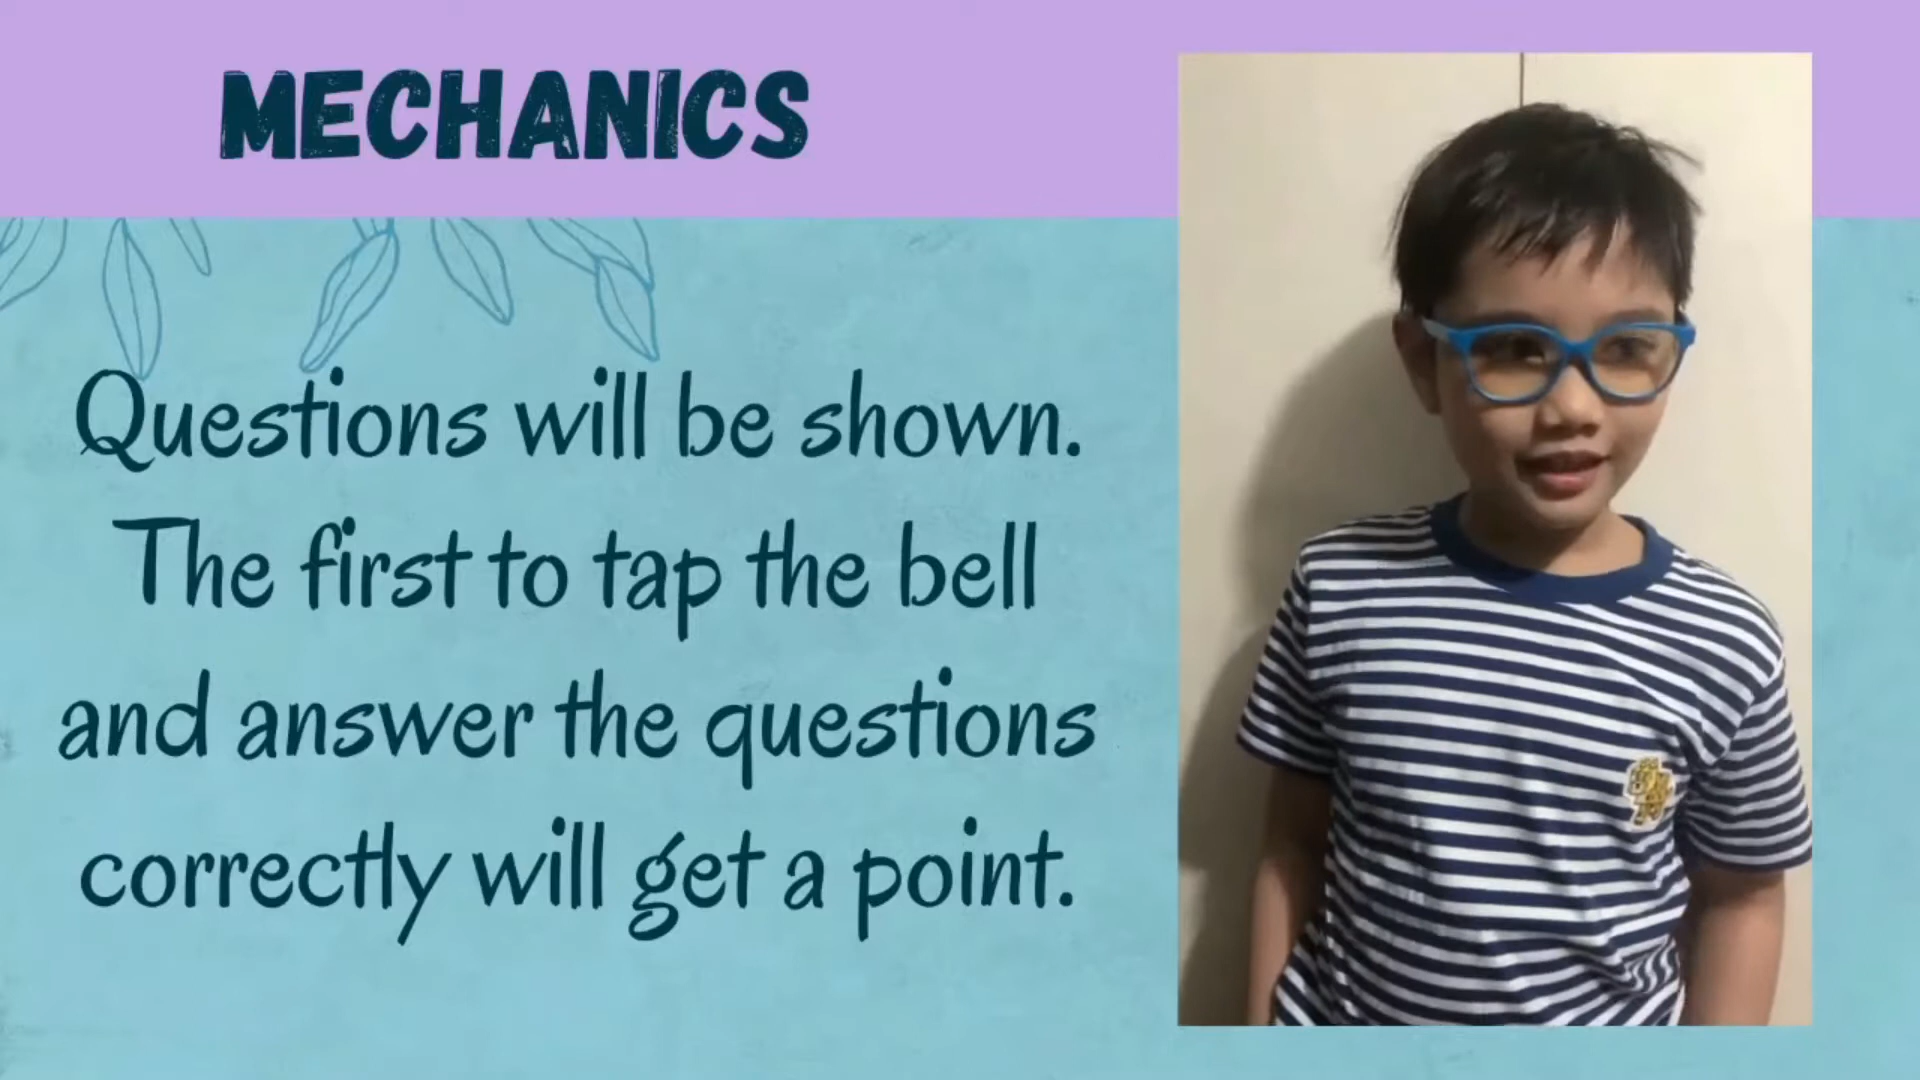 MECHANICS
Questions will be shown.
The first to tap the bell
and answer the questions
correctly will get a point.